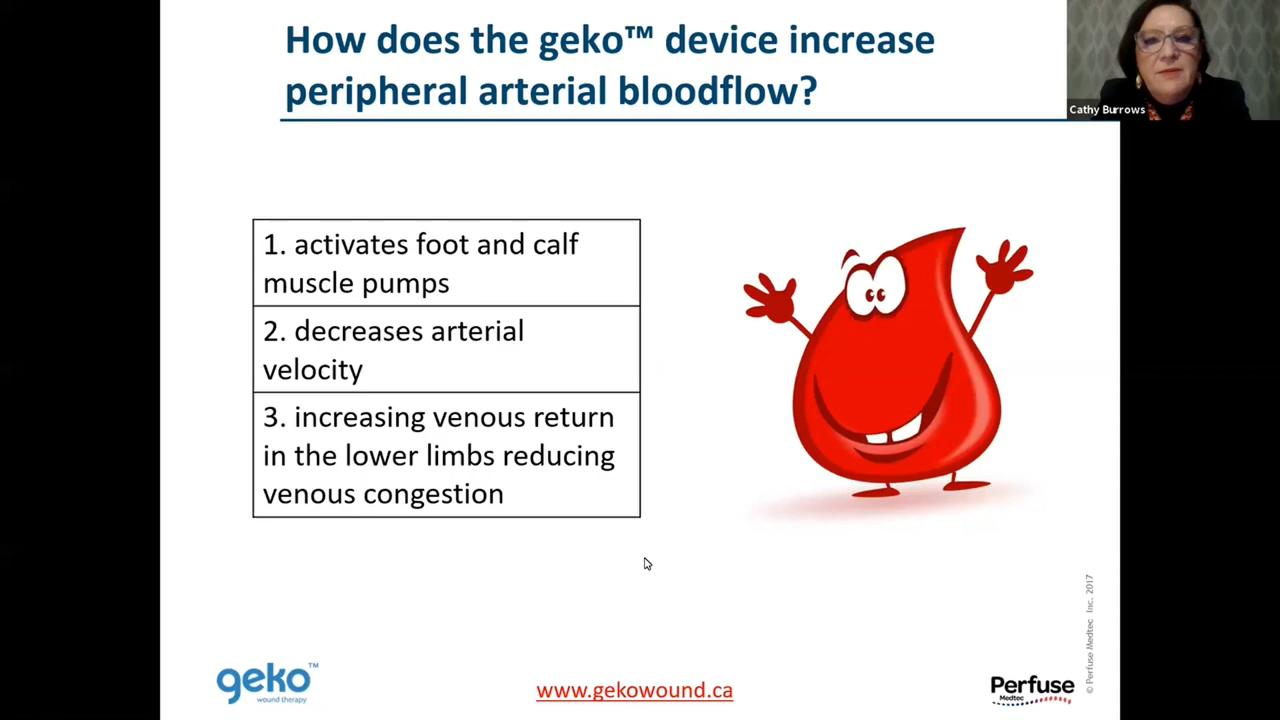 How does the geko™ device increase
peripheral arterial bloodflow?
Cathy Burrows
1. activates foot and calf
muscle pumps
2. decreases arterial
velocity
3. increasing venous return
in the lower limbs reducing
venous congestion
© Perfuse Medtec Inc. 2017
geko™
wound therapy
www.gekowound.ca
Perfuse
Medtec